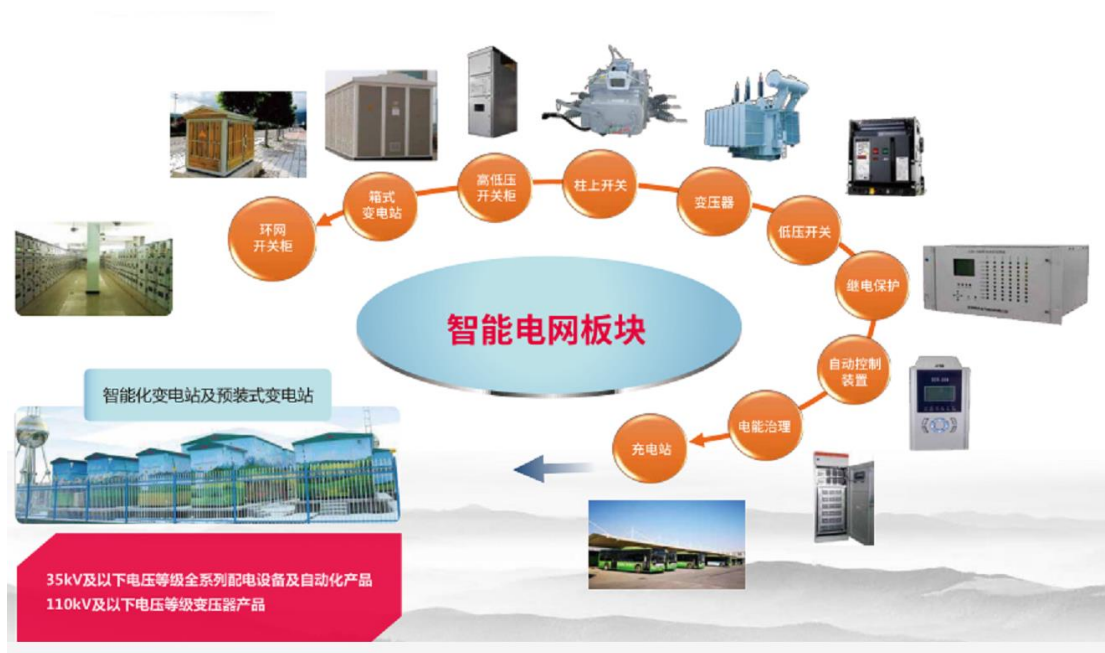 环网
开关柜
箱式
变电站
高低压
开关柜
柱上开关
变压器
低压开关
继电保护
自动控制
装置
电能治理
充电站
智能电网板块
智能化变电站及预装式变电站
35kV及以下电压等级全系列配电设备及自动化产品
110kV及以下电压等级变压器产品